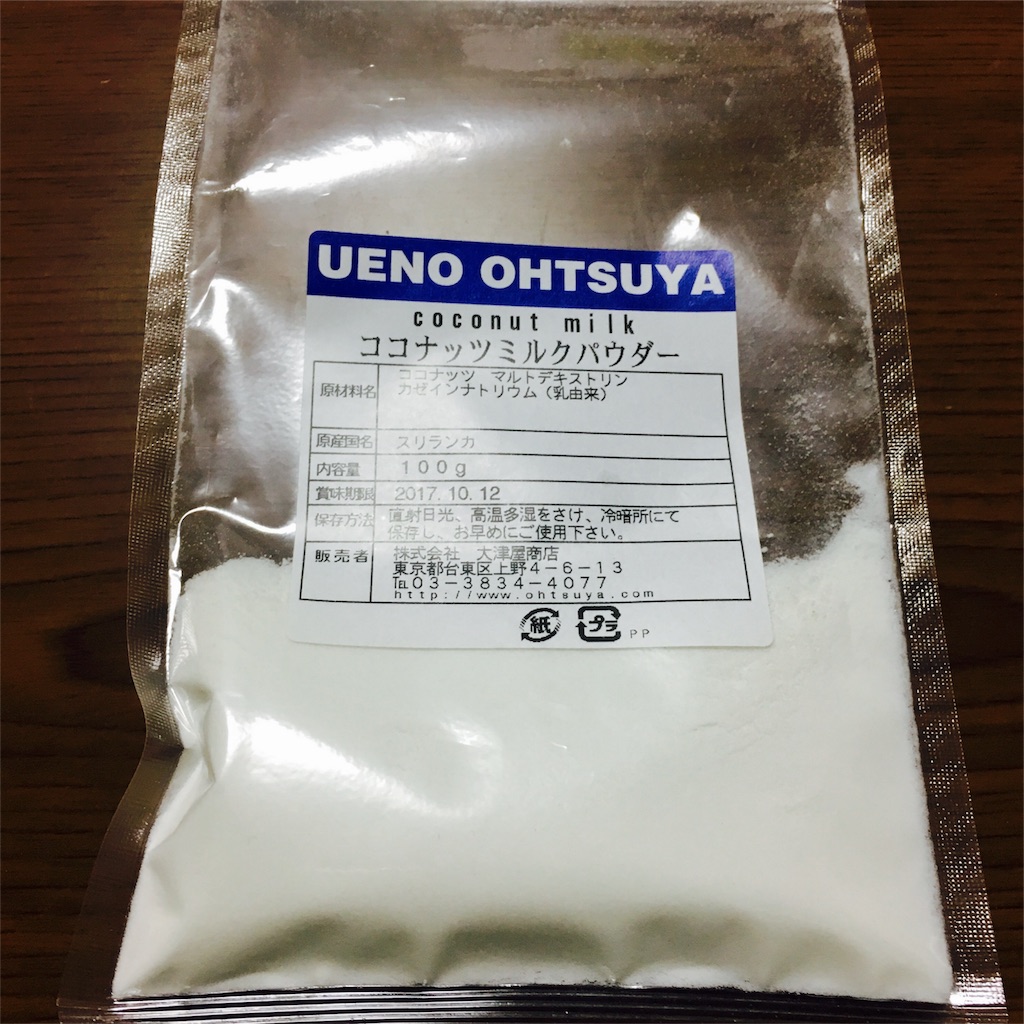 UENO OHTSUYA
coconut milk
ココナッツミルクパウダー
原材料名 ココナッツ マルトデキストリン
カゼインナトリウム（乳由来）
原産国名 スリランカ
内容量 １００ｇ
賞味期限 2017.10.12
保存方法 直射日光、高温多湿をさけ、冷暗所にて
保存し、お早めにご使用下さい。
販売者 株式会社 大津屋商店
東京都台東区上野４－６－１３
℡０３－３８３４－４０７７
http://www.ohtsuya.com
紙 プラ PP